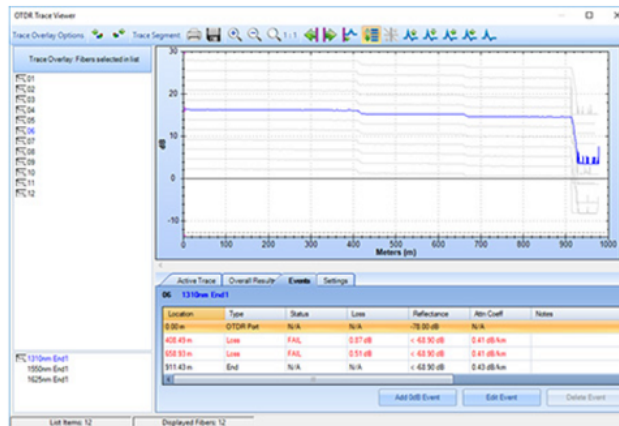 OTDR Trace Viewer
Trace Overlay Options
Trace Segment:
1:1
Trace Overlay: Fibers selected in list
01
02
03
04
05
06
07
08
09
10
11
12
1310nm End1
1550nm End1
1625nm End1
30
20
10
0
-10
dB
0 100 200 300 400 500 600 700 800 900 1000
Meters (m)
Active Trace Overall Results Events Settings
06 1310nm End1
Location Type Status Loss Reflectance Attn Coeff Notes
0.00 m OTDR Port N/A N/A -70.00 dB N/A
408.49 m Loss FAIL 0.87 dB < -68.90 dB 0.41 dB/km
658.93 m Loss FAIL 0.51 dB < -68.90 dB 0.41 dB/km
911.43 m End N/A N/A < -68.90 dB 0.43 dB/km
Add 0dB Event Edit Event Delete Event
List Items: 12 Displayed Fibers: 12